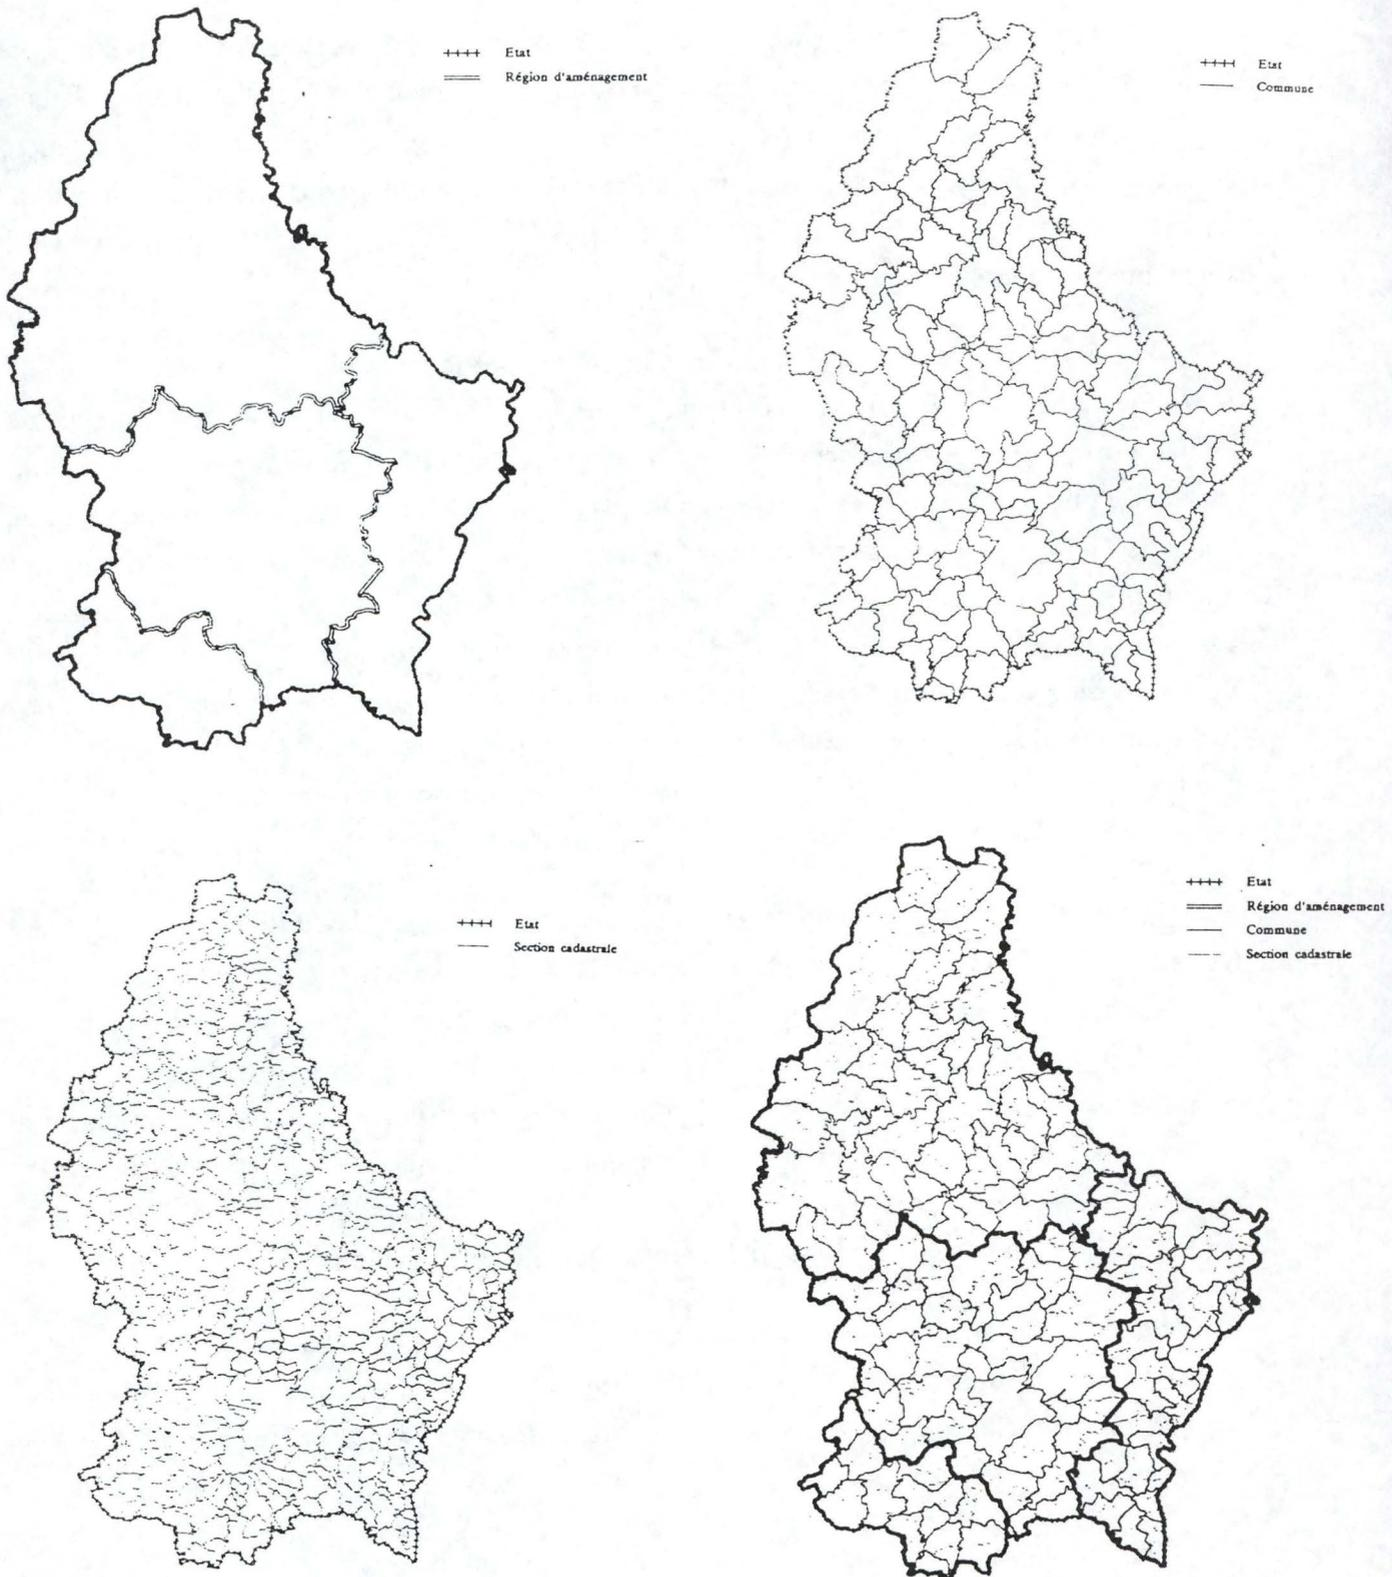 Etat
Région d'aménagement
Etat
Commune
Etat
Section cadastrale
Etat
Région d'aménagement
Commune
Section cadastrale